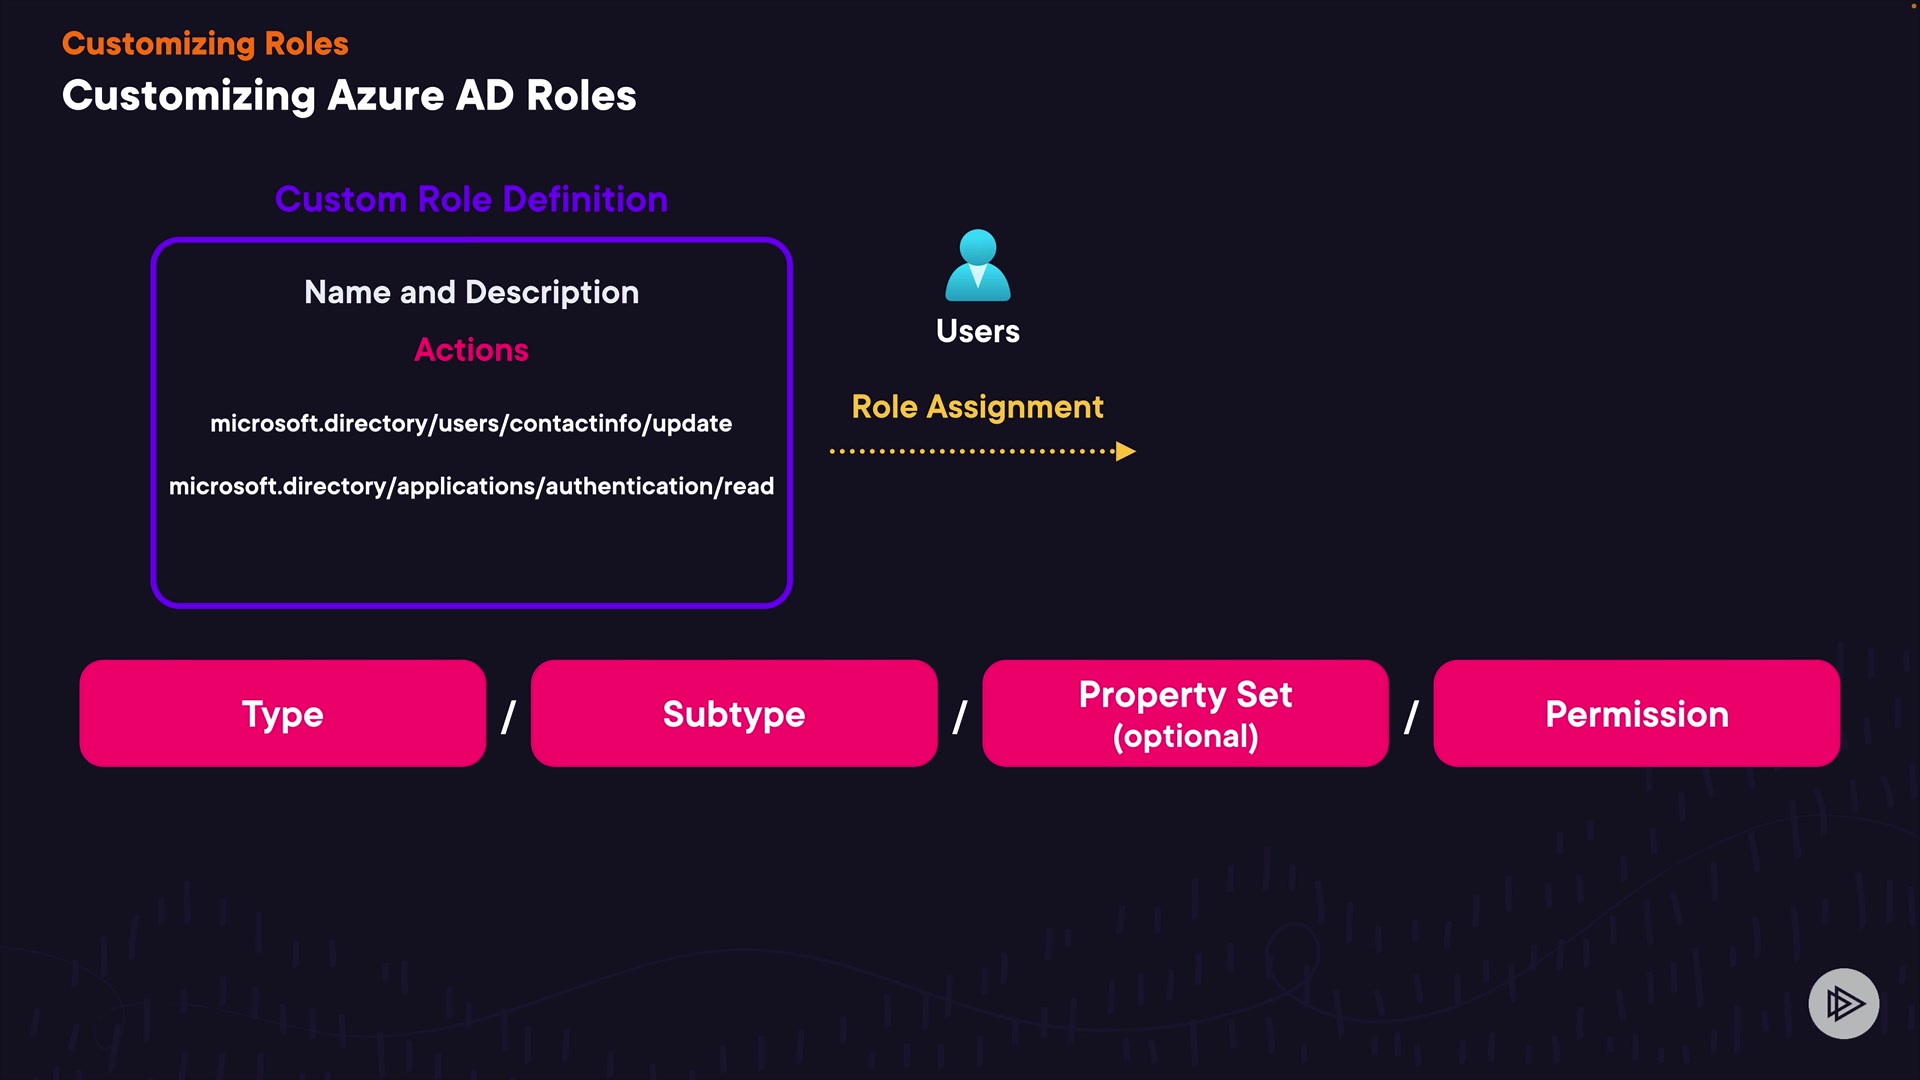 Customizing Roles
Customizing Azure AD Roles
Custom Role Definition
Name and Description
Actions
microsoft.directory/users/contactinfo/update
microsoft.directory/applications/authentication/read
Users
Role Assignment
Type / Subtype / Property Set (optional) / Permission